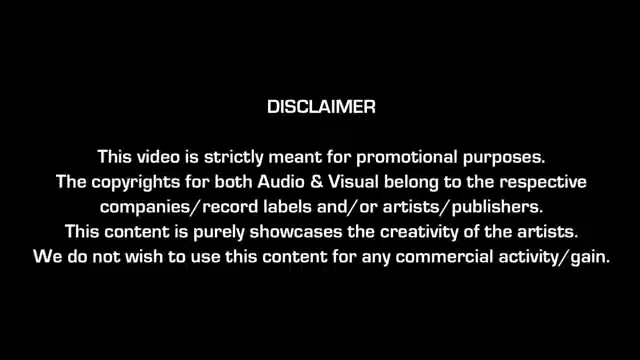 DISCLAIMER
This video is strictly meant for promotional purposes.
The copyrights for both Audio & Visual belong to the respective
companies/record labels and/or artists/publishers.
This content is purely showcases the creativity of the artists.
We do not wish to use this content for any commercial activity/gain.